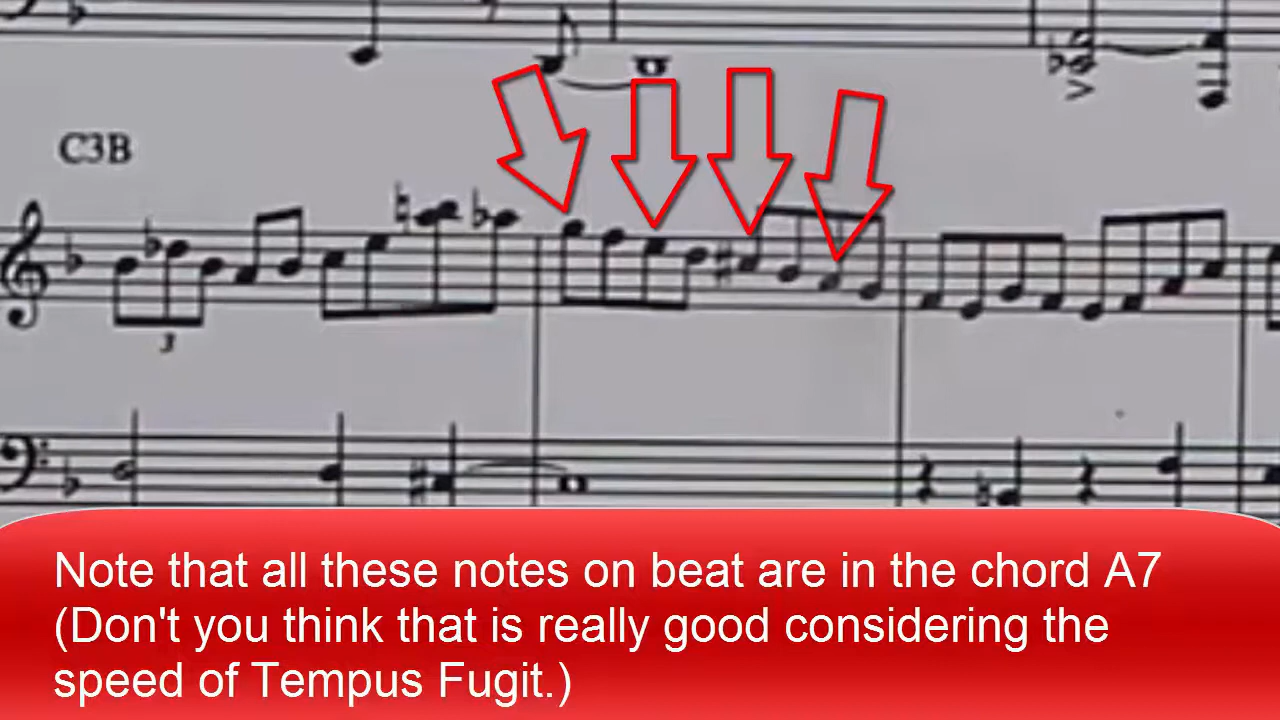 C3B
3
Note that all these notes on beat are in the chord A7
(Don't you think that is really good considering the
speed of Tempus Fugit.)